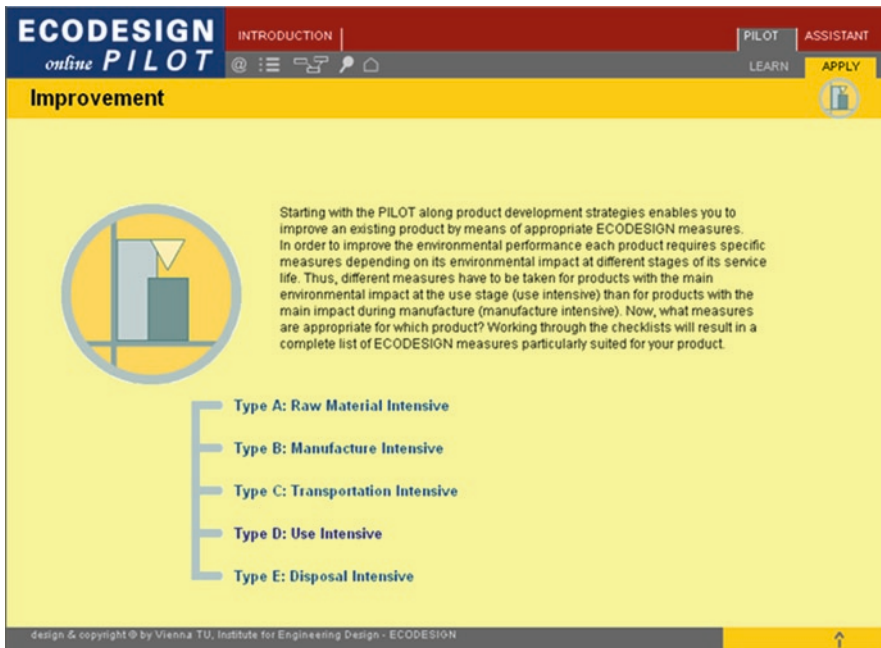 ECODESIGN
online PILOT
INTRODUCTION
PILOT
ASSISTANT
@
LEARN
APPLY
Improvement
Starting with the PILOT along product development strategies enables you to
improve an existing product by means of appropriate ECODESIGN measures.
In order to improve the environmental performance each product requires specific
measures depending on its environmental impact at different stages of its service
life. Thus, different measures have to be taken for products with the main
environmental impact at the use stage (use intensive) than for products with the
main impact during manufacture (manufacture intensive). Now, what measures
are appropriate for which product? Working through the checklists will result in a
complete list of ECODESIGN measures particularly suited for your product.
Type A: Raw Material Intensive
Type B: Manufacture Intensive
Type C: Transportation Intensive
Type D: Use Intensive
Type E: Disposal Intensive
design & copyright © by Vienna TU, Institute for Engineering Design - ECODESIGN